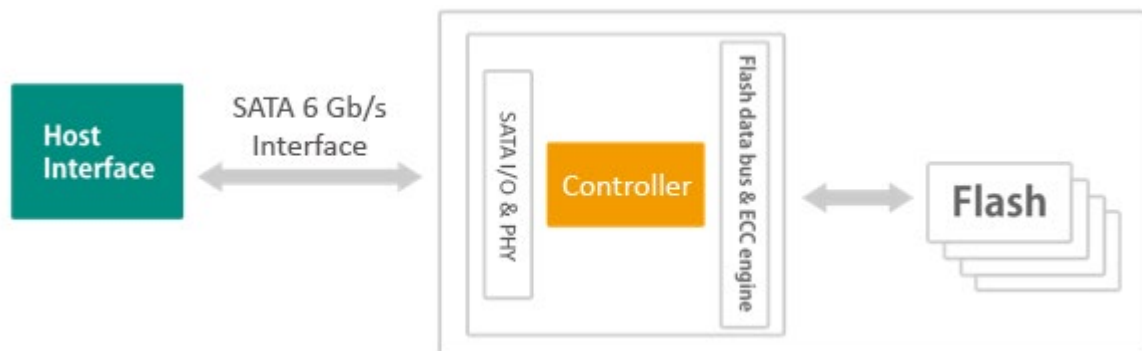 Host
Interface
SATA 6 Gb/s
Interface
SATA I/O & PHY
Controller
Flash data bus & ECC engine
Flash